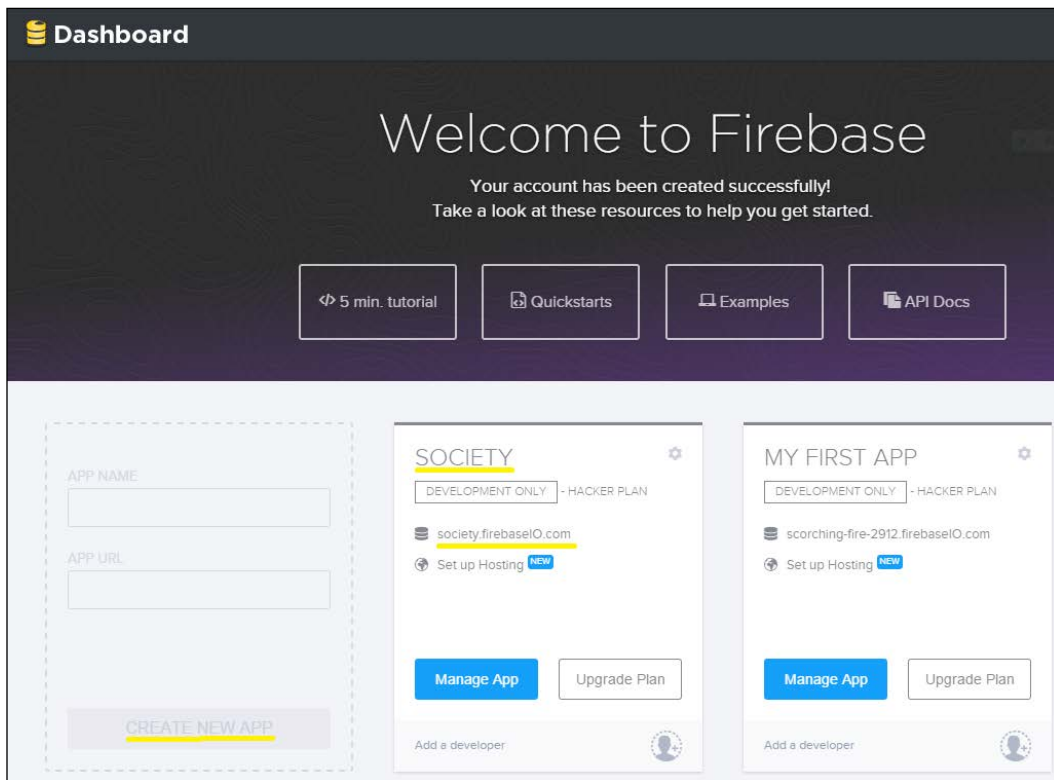 Dashboard
Welcome to Firebase
Your account has been created successfully!
Take a look at these resources to help you get started.
</> 5 min. tutorial
Quickstarts
Examples
API Docs
APP NAME
APP URL
CREATE NEW APP
SOCIETY
DEVELOPMENT ONLY - HACKER PLAN
society.firebaseIO.com
Set up Hosting NEW
Manage App
Upgrade Plan
Add a developer
MY FIRST APP
DEVELOPMENT ONLY - HACKER PLAN
scorching-fire-2912.firebaseIO.com
Set up Hosting NEW
Manage App
Upgrade Plan
Add a developer